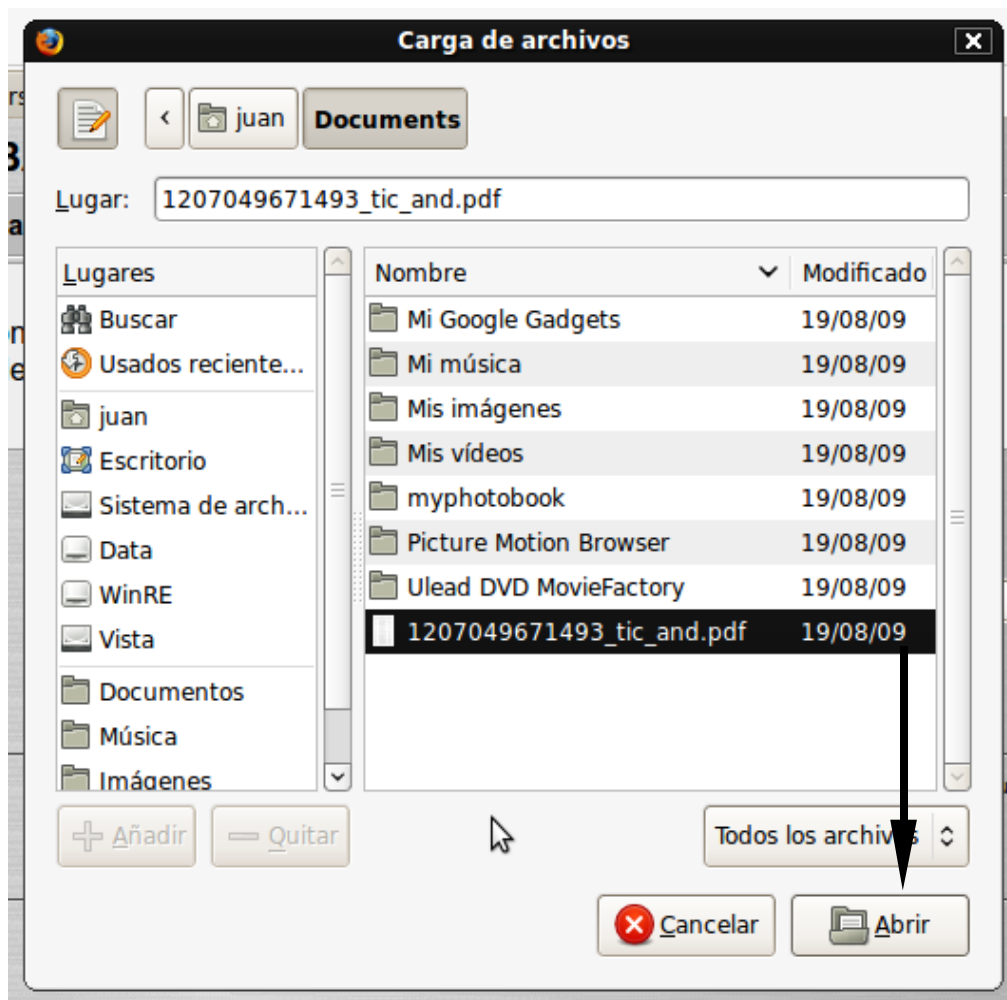 Carga de archivos
juan
Documents
Lugar: 1207049671493_tic_and.pdf
Lugares
Buscar
Usados reciente...
juan
Escritorio
Sistema de arch...
Data
WinRE
Vista
Documentos
Música
Imágenes
Nombre Modificado
Mi Google Gadgets 19/08/09
Mi música 19/08/09
Mis imágenes 19/08/09
Mis vídeos 19/08/09
myphotobook 19/08/09
Picture Motion Browser 19/08/09
Ulead DVD MovieFactory 19/08/09
1207049671493_tic_and.pdf 19/08/09
Añadir Quitar
Todos los archivos
Cancelar Abrir